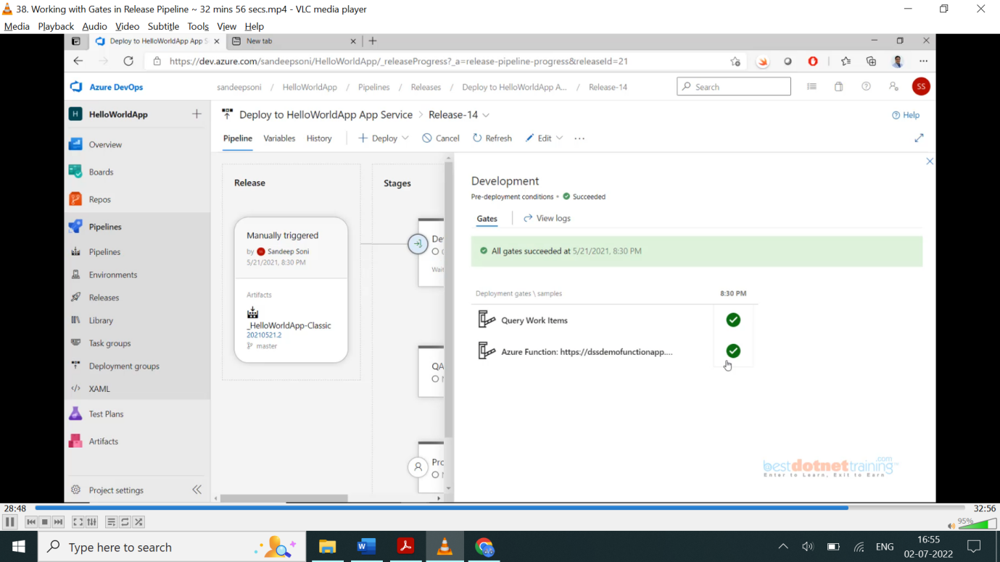 38. Working with Gates in Release Pipeline ~ 32 mins 56 secs.mp4 - VLC media player
Media Playback Audio Video Subtitle Tools View Help
Deploy to HelloWorldApp App S
New tab
https://dev.azure.com/sandeepsoni/HelloWorldApp/_releaseProgress?_a=release-pipeline-progress&releaseId=21
Azure DevOps
sandeepsoni / HelloWorldApp / Pipelines / Releases / Deploy to HelloWorldApp A... / Release-14
Search
SS
H HelloWorldApp
Overview
Boards
Repos
Pipelines
Pipelines
Environments
Releases
Library
Task groups
Deployment groups
XAML
Test Plans
Artifacts
Project settings
Deploy to HelloWorldApp App Service > Release-14
Help
Pipeline Variables History Deploy Cancel Refresh Edit ...
Release
Manually triggered
by Sandeep Soni
5/21/2021, 8:30 PM
Artifacts
_HelloWorldApp-Classic
20210521.2
master
Stages
De
Wait
QA
Pro
Development
Pre-deployment conditions • Succeeded
Gates View logs
All gates succeeded at 5/21/2021, 8:30 PM
Deployment gates \ samples 8:30 PM
Query Work Items
Azure Function: https://dssdemofunctionapp....
bestdotnettraining.com
Enter to Learn, Exit to Earn
28:48
32:56
95%
Type here to search
ENG
16:55
02-07-2022